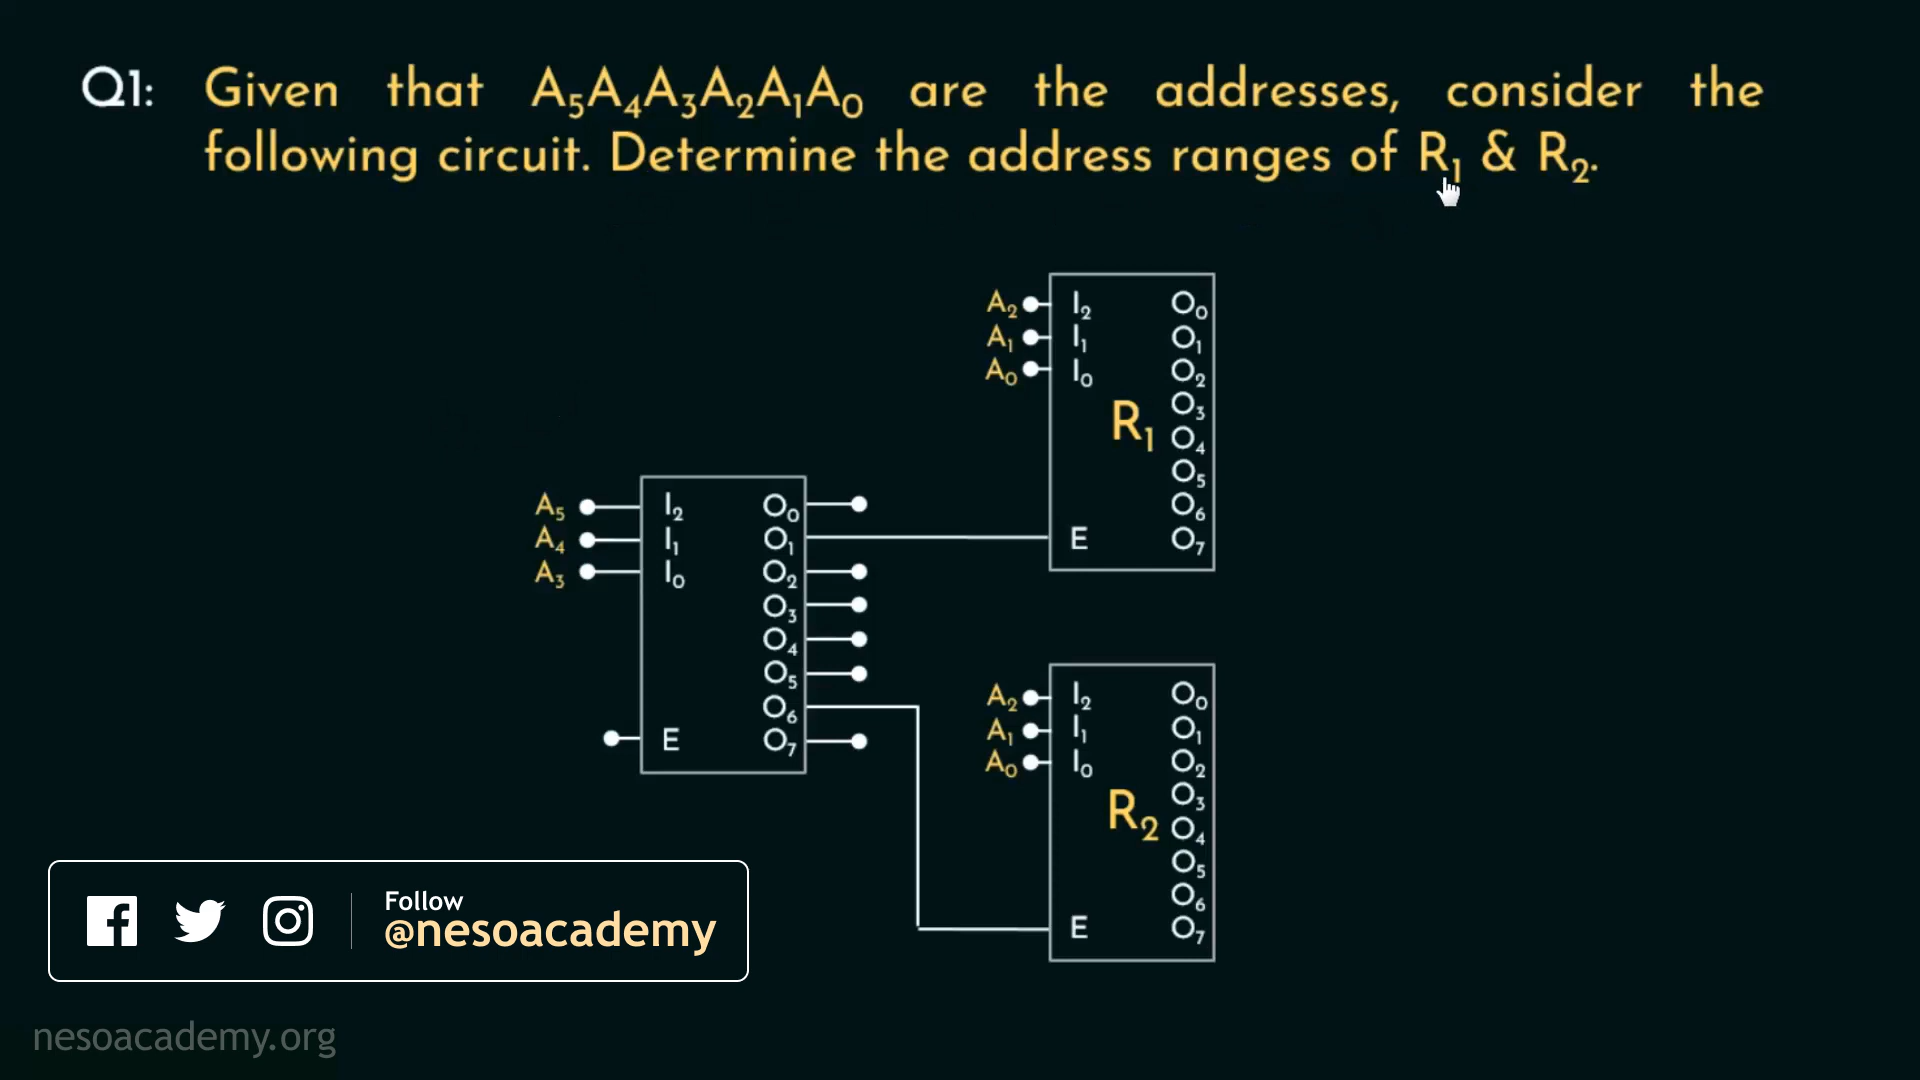 Q1: Given that A₅A₄A₃A₂A₁A₀ are the addresses, consider the
following circuit. Determine the address ranges of R₁ & R₂.
A₂ I₂ O₀
A₁ I₁ O₁
A₀ I₀ O₂
O₃
R₁ O₄
O₅
O₆
E O₇
A₅ I₂ O₀
A₄ I₁ O₁
A₃ I₀ O₂
O₃
O₄
O₅
O₆
E O₇
A₂ I₂ O₀
A₁ I₁ O₁
A₀ I₀ O₂
O₃
R₂ O₄
O₅
O₆
E O₇
Follow
@nesoacademy
nesoacademy.org